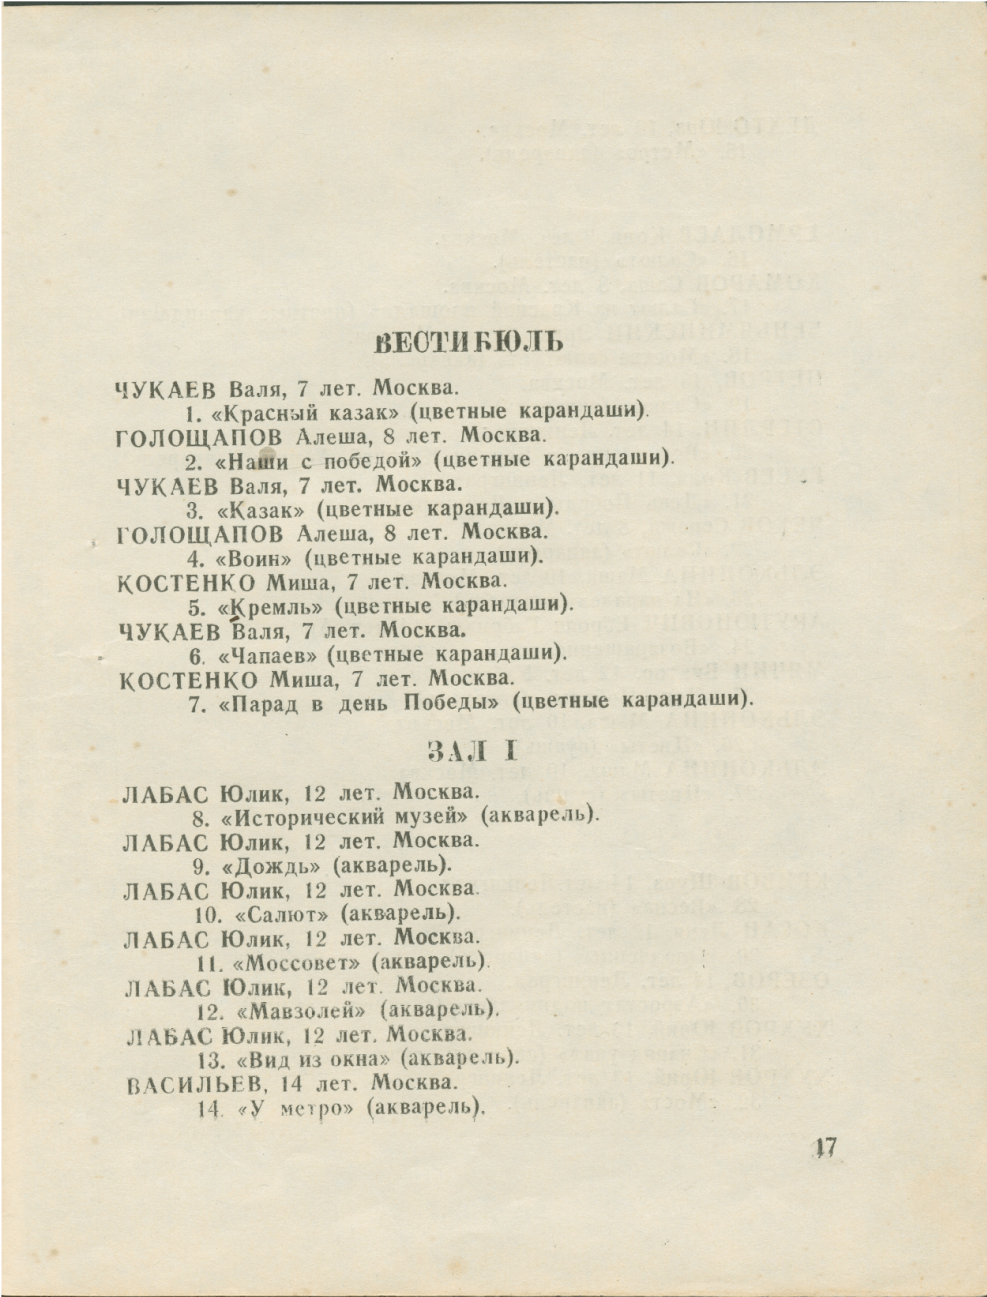 ВЕСТИБЮЛЬ
ЧУКАЕВ Валя, 7 лет. Москва.
1. «Красный казак» (цветные карандаши).
ГОЛОЩАПОВ Алеша, 8 лет. Москва.
2. «Наши с победой» (цветные карандаши).
ЧУКАЕВ Валя, 7 лет. Москва.
3. «Казак» (цветные карандаши).
ГОЛОЩАПОВ Алеша, 8 лет. Москва.
4. «Воин» (цветные карандаши).
КОСТЕНКО Миша, 7 лет. Москва.
5. «Кремль» (цветные карандаши).
ЧУКАЕВ Валя, 7 лет. Москва.
6. «Чапаев» (цветные карандаши).
КОСТЕНКО Миша, 7 лет. Москва.
7. «Парад в день Победы» (цветные карандаши).
ЗАЛ I
ЛАБАС Юлик, 12 лет. Москва.
8. «Исторический музей» (акварель).
ЛАБАС Юлик, 12 лет. Москва.
9. «Дождь» (акварель).
ЛАБАС Юлик, 12 лет. Москва.
10. «Салют» (акварель).
ЛАБАС Юлик, 12 лет. Москва.
11. «Моссовет» (акварель).
ЛАБАС Юлик, 12 лет. Москва.
12. «Мавзолей» (акварель).
ЛАБАС Юлик, 12 лет. Москва.
13. «Вид из окна» (акварель).
ВАСИЛЬЕВ, 14 лет. Москва.
14. «У метро» (акварель).
17